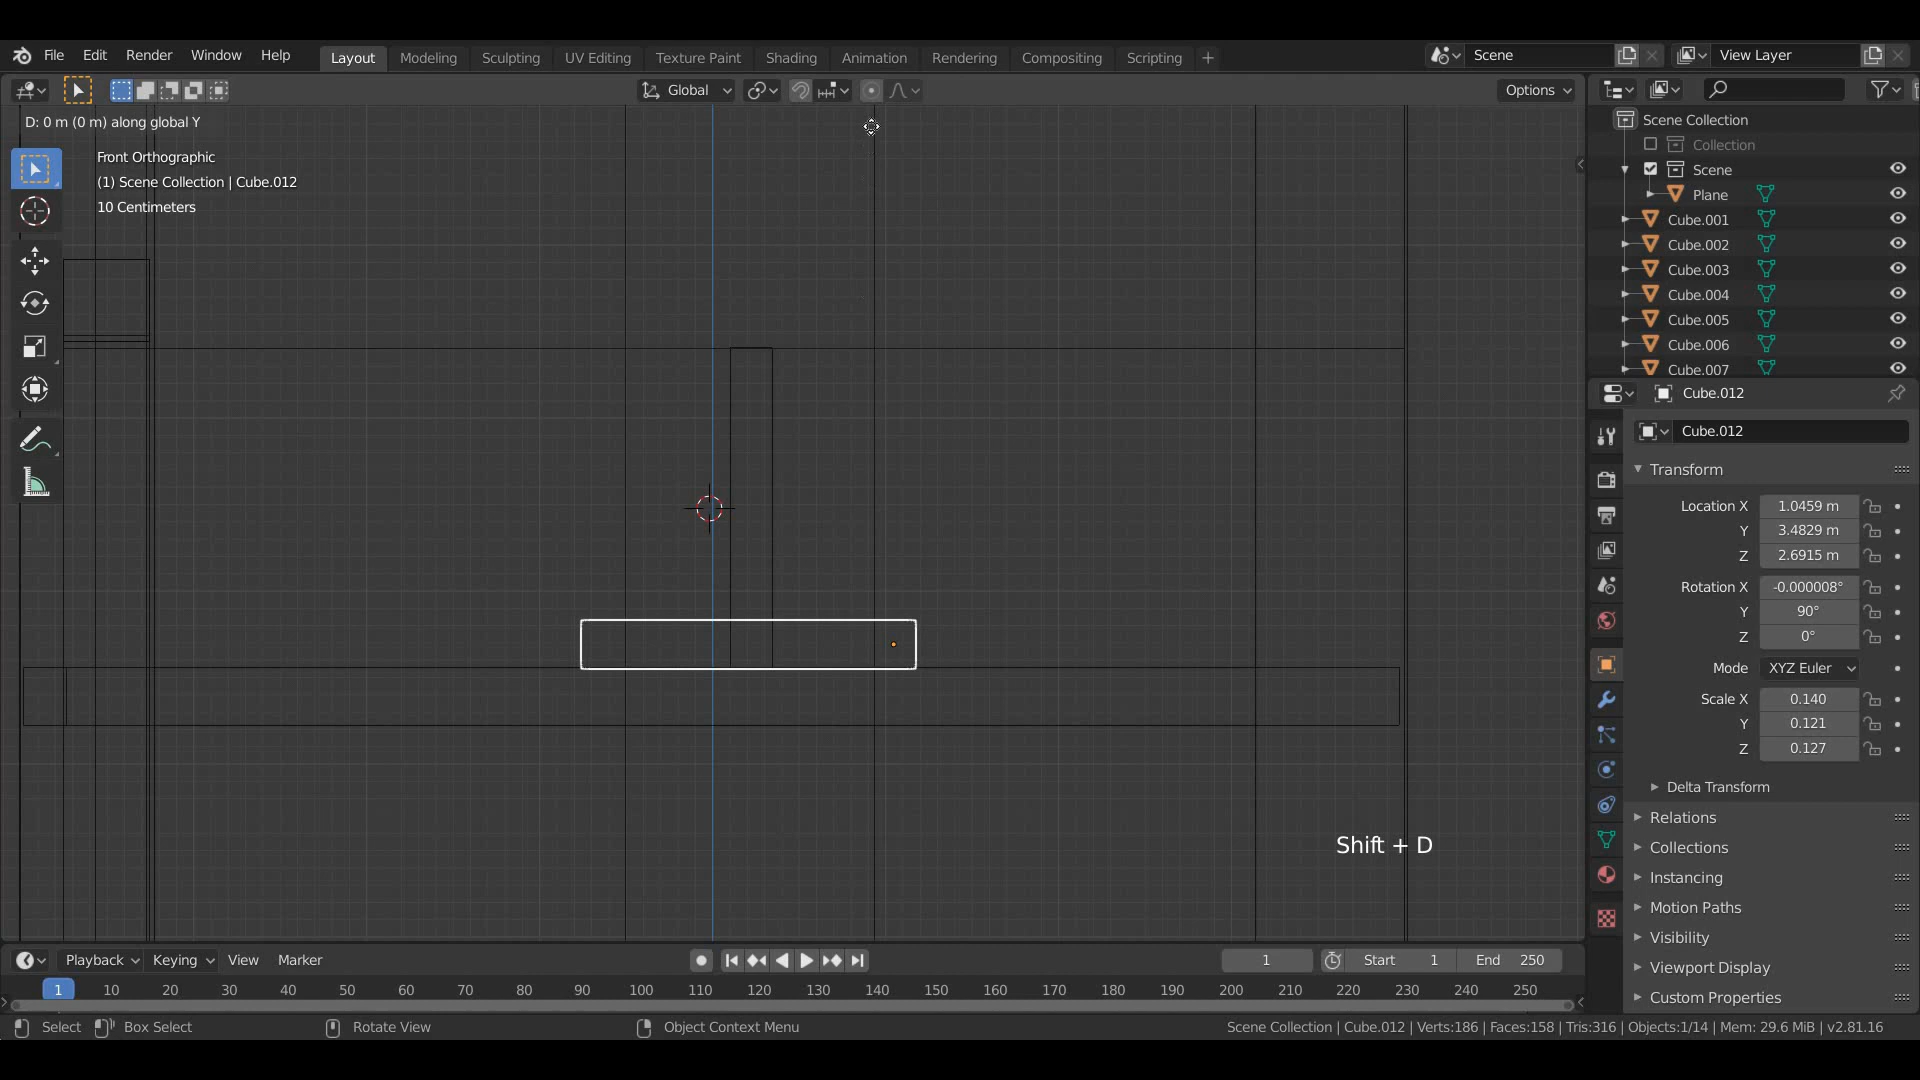 File Edit Render Window Help Layout Modeling Sculpting UV Editing Texture Paint Shading Animation Rendering Compositing Scripting + Scene View Layer
Global Options
D: 0 m (0 m) along global Y
Front Orthographic
(1) Scene Collection | Cube.012
10 Centimeters
Scene Collection
Collection
Scene
Plane
Cube.001
Cube.002
Cube.003
Cube.004
Cube.005
Cube.006
Cube.007
Cube.012
Cube.012
Transform
Location X 1.0459 m
Y 3.4829 m
Z 2.6915 m
Rotation X -0.000008°
Y 90°
Z 0°
Mode XYZ Euler
Scale X 0.140
Y 0.121
Z 0.127
Delta Transform
Relations
Collections
Instancing
Motion Paths
Visibility
Viewport Display
Custom Properties
Shift + D
Playback Keying View Marker 1 Start 1 End 250
1 10 20 30 40 50 60 70 80 90 100 110 120 130 140 150 160 170 180 190 200 210 220 230 240 250
Select Box Select Rotate View Object Context Menu Scene Collection | Cube.012 | Verts:186 | Faces:158 | Tris:316 | Objects:1/14 | Mem: 29.6 MiB | v2.81.16